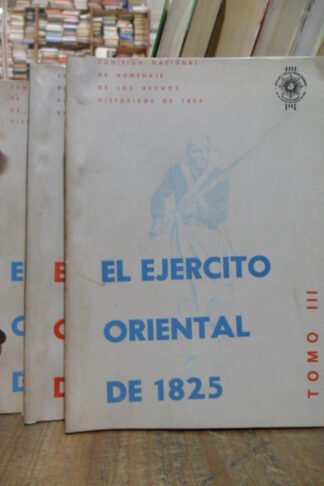 COMISION NACIONAL
DE HOMENAJE
DE LOS HECHOS
HISTORICOS DE 1825
EL EJERCITO
ORIENTAL
DE 1825
TOMO III